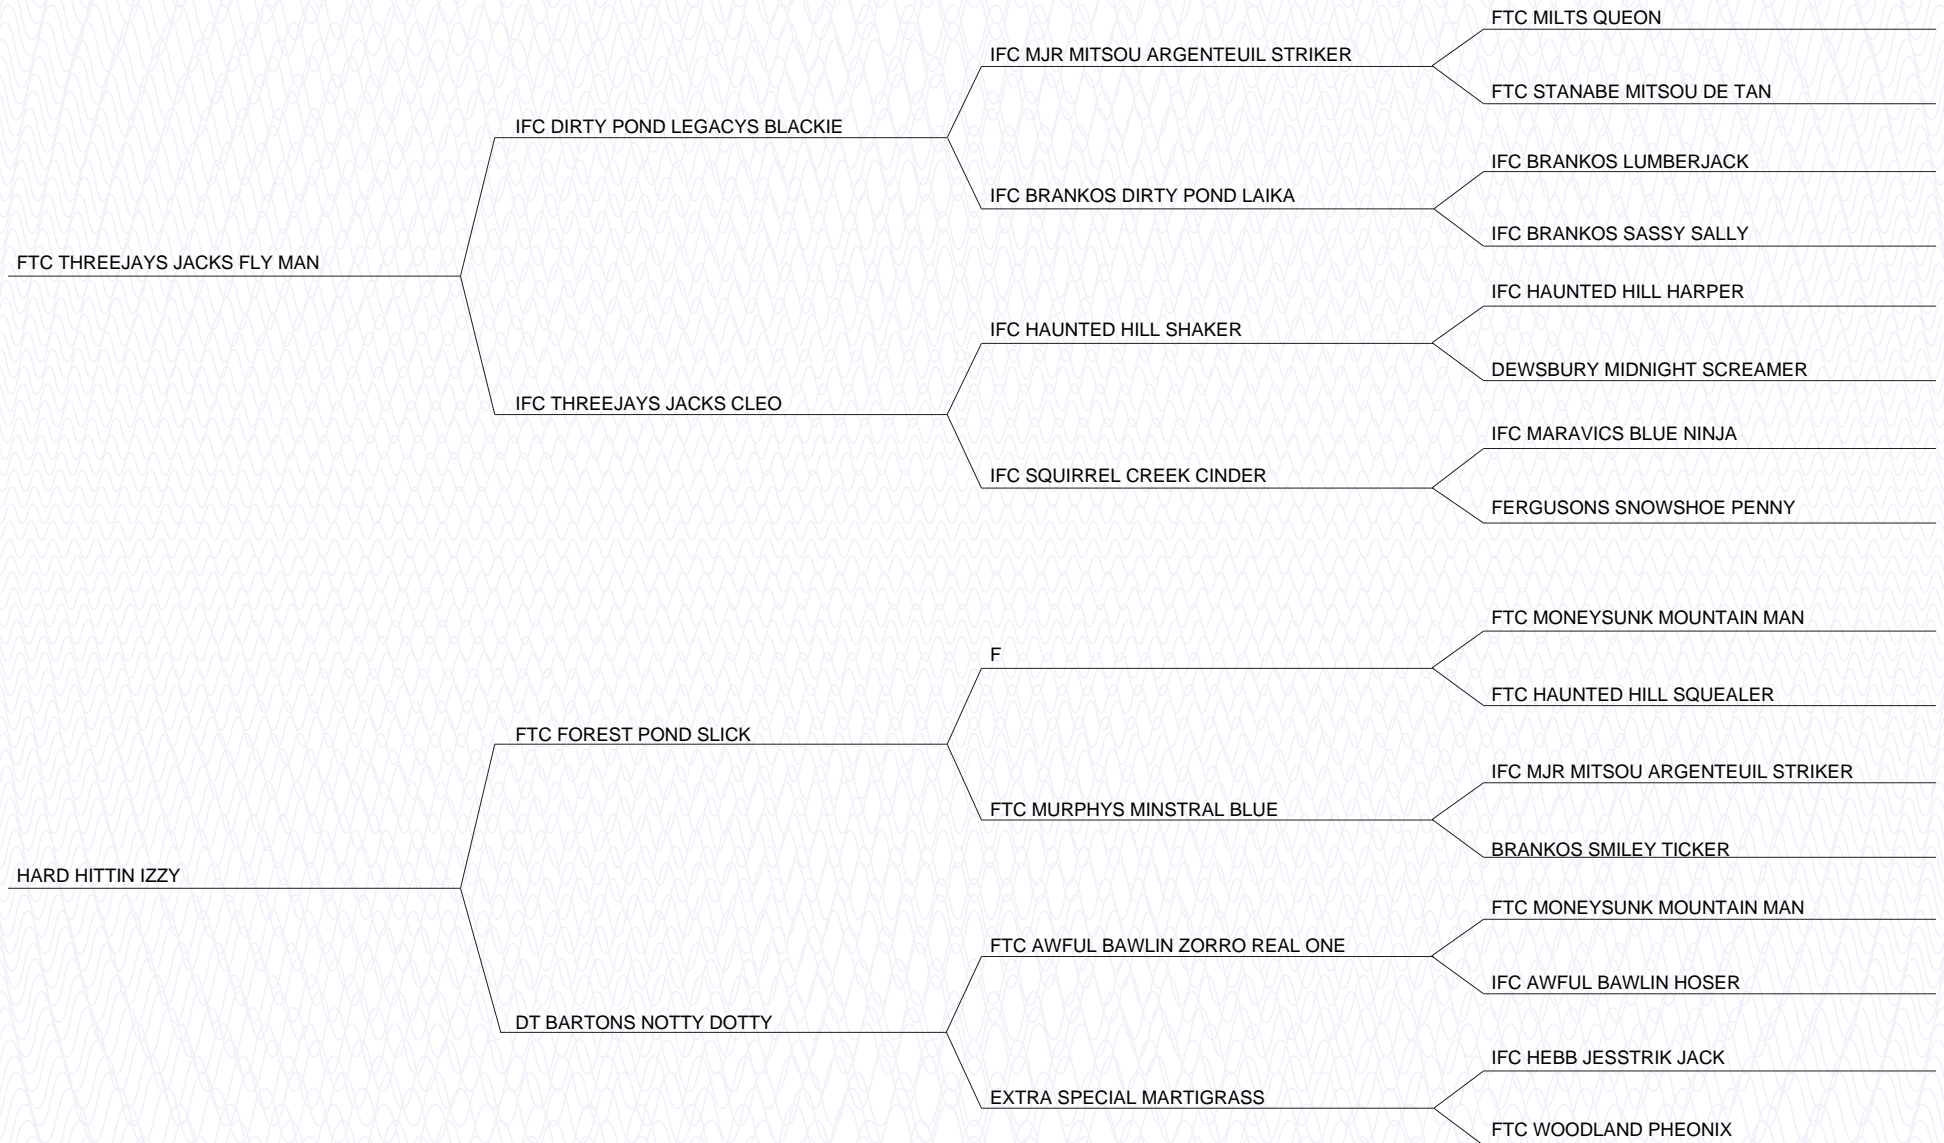 FTC MILTS QUEON
IFC MJR MITSOU ARGENTEUIL STRIKER
FTC STANABE MITSOU DE TAN
IFC DIRTY POND LEGACYS BLACKIE
IFC BRANKOS LUMBERJACK
IFC BRANKOS DIRTY POND LAIKA
IFC BRANKOS SASSY SALLY
FTC THREEJAYS JACKS FLY MAN
IFC HAUNTED HILL HARPER
IFC HAUNTED HILL SHAKER
DEWSBURY MIDNIGHT SCREAMER
IFC THREEJAYS JACKS CLEO
IFC MARAVICS BLUE NINJA
IFC SQUIRREL CREEK CINDER
FERGUSONS SNOWSHOE PENNY
FTC MONEYSUNK MOUNTAIN MAN
F
FTC HAUNTED HILL SQUEALER
FTC FOREST POND SLICK
IFC MJR MITSOU ARGENTEUIL STRIKER
FTC MURPHYS MINSTRAL BLUE
BRANKOS SMILEY TICKER
HARD HITTIN IZZY
FTC MONEYSUNK MOUNTAIN MAN
FTC AWFUL BAWLIN ZORRO REAL ONE
IFC AWFUL BAWLIN HOSER
DT BARTONS NOTTY DOTTY
IFC HEBB JESSTRIK JACK
EXTRA SPECIAL MARTIGRASS
FTC WOODLAND PHEONIX